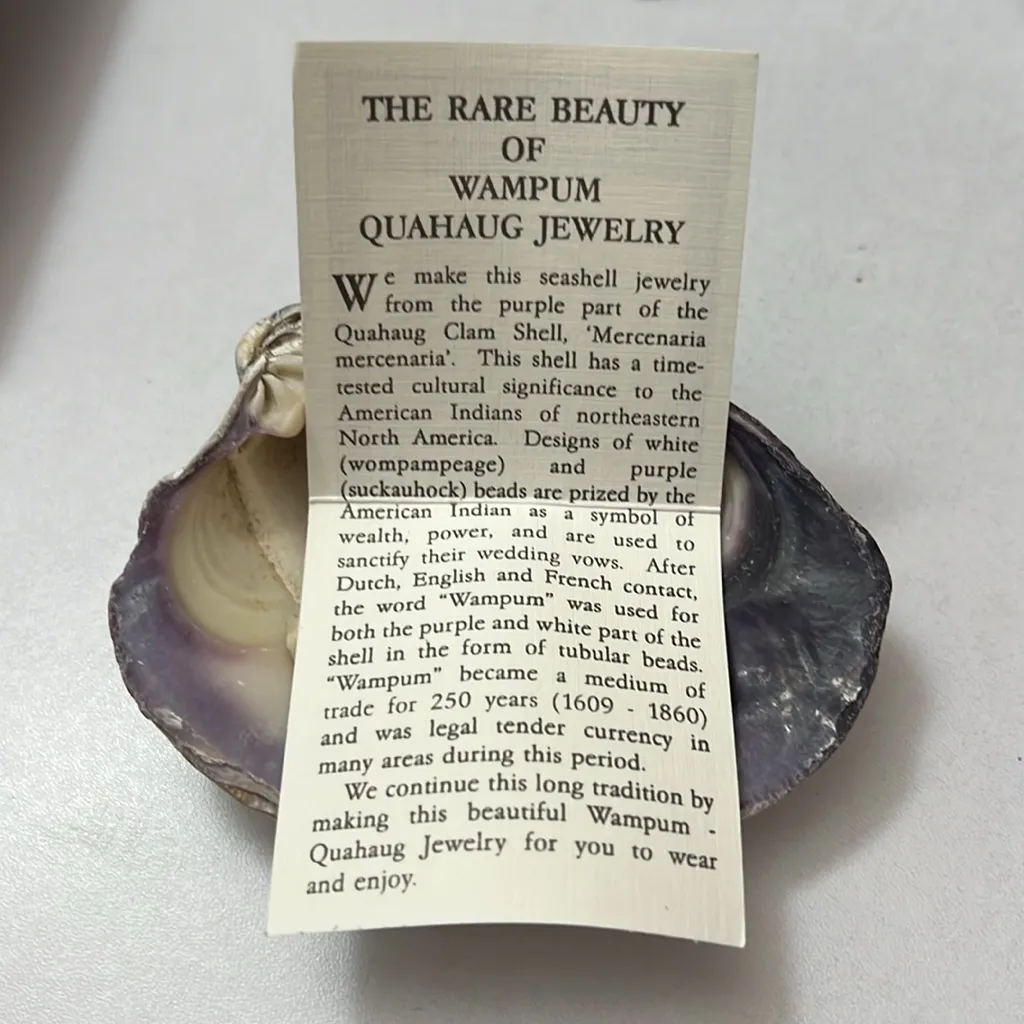 THE RARE BEAUTY
OF
WAMPUM
QUAHAUG JEWELRY
We make this seashell jewelry
from the purple part of the
Quahaug Clam Shell, ‘Mercenaria
mercenaria’. This shell has a time-
tested cultural significance to the
American Indians of northeastern
North America. Designs of white
(wompampeage) and purple
(suckauhock) beads are prized by the
American Indian as a symbol of
wealth, power, and are used to
sanctify their wedding vows. After
Dutch, English and French contact,
the word “Wampum” was used for
both the purple and white part of the
shell in the form of tubular beads.
“Wampum” became a medium of
trade for 250 years (1609 - 1860)
and was legal tender currency in
many areas during this period.
We continue this long tradition by
making this beautiful Wampum -
Quahaug Jewelry for you to wear
and enjoy.